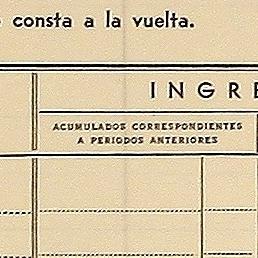 consta a la vuelta.
INGRE
ACUMULADOS CORRESPONDIENTES
A PERIODOS ANTERIORES